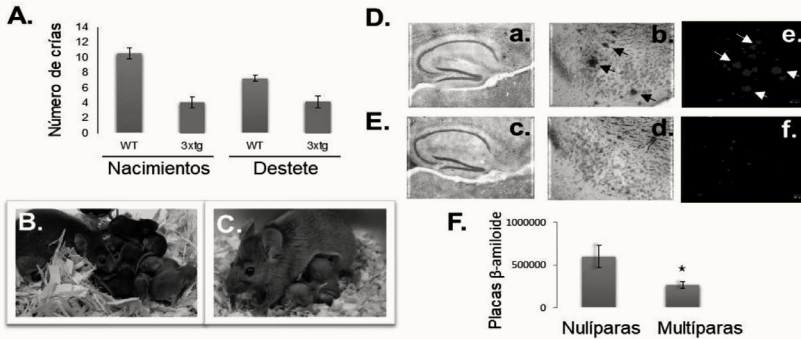 A.
Número de crías
14
12
10
8
6
4
2
0
WT 3xtg WT 3xtg
Nacimientos Destete
B.
C.
D.
a.
b.
e.
E.
c.
d.
f.
F.
Placas β-amiloide
1000000
500000
0
★
Nulíparas Multíparas